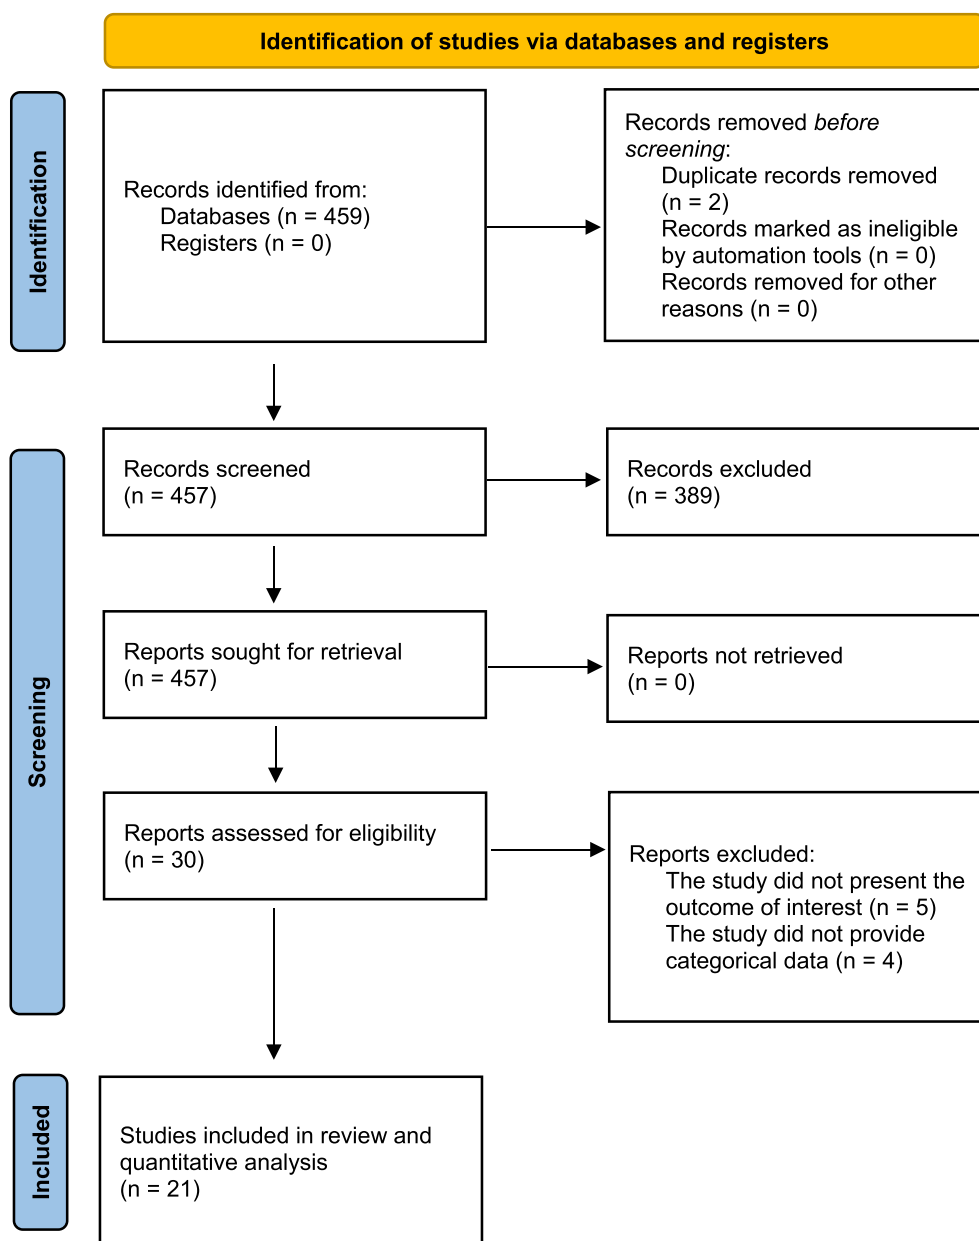 Identification of studies via databases and registers
Identification
Records identified from:
Databases (n = 459)
Registers (n = 0)
Records removed before
screening:
Duplicate records removed
(n = 2)
Records marked as ineligible
by automation tools (n = 0)
Records removed for other
reasons (n = 0)
Screening
Records screened
(n = 457)
Records excluded
(n = 389)
Reports sought for retrieval
(n = 457)
Reports not retrieved
(n = 0)
Reports assessed for eligibility
(n = 30)
Reports excluded:
The study did not present the
outcome of interest (n = 5)
The study did not provide
categorical data (n = 4)
Included
Studies included in review and
quantitative analysis
(n = 21)